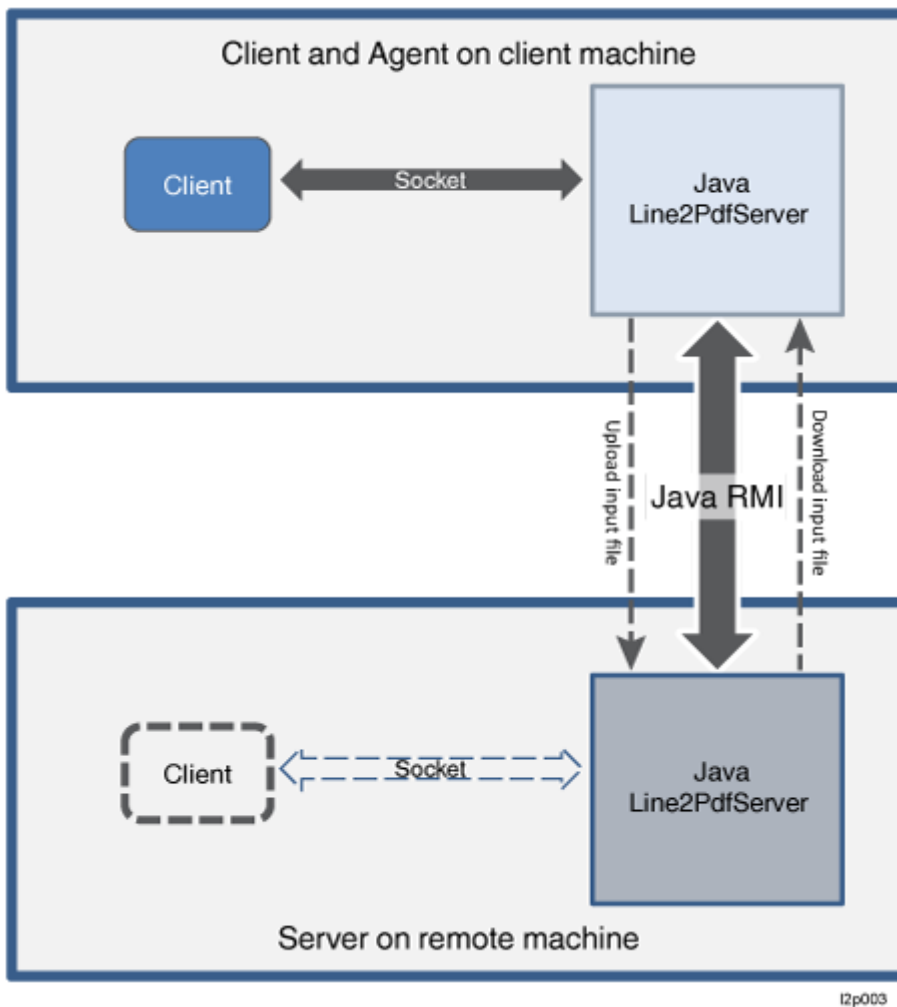 Client and Agent on client machine
Client
Socket
Java
Line2PdfServer
Upload input file
Java RMI
Download input file
Client
Socket
Java
Line2PdfServer
Server on remote machine
l2p003